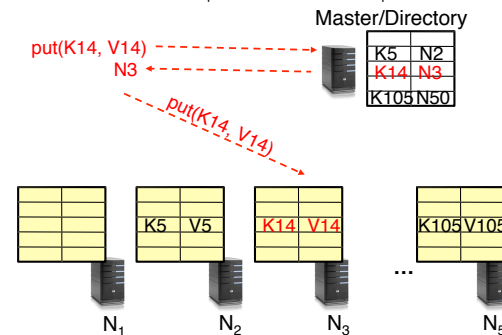 Master/Directory
put(K14, V14)
N3
K5 N2
K14 N3
K105 N50
put(K14, V14)
K5 V5
K14 V14
K105 V105
...
N1
N2
N3